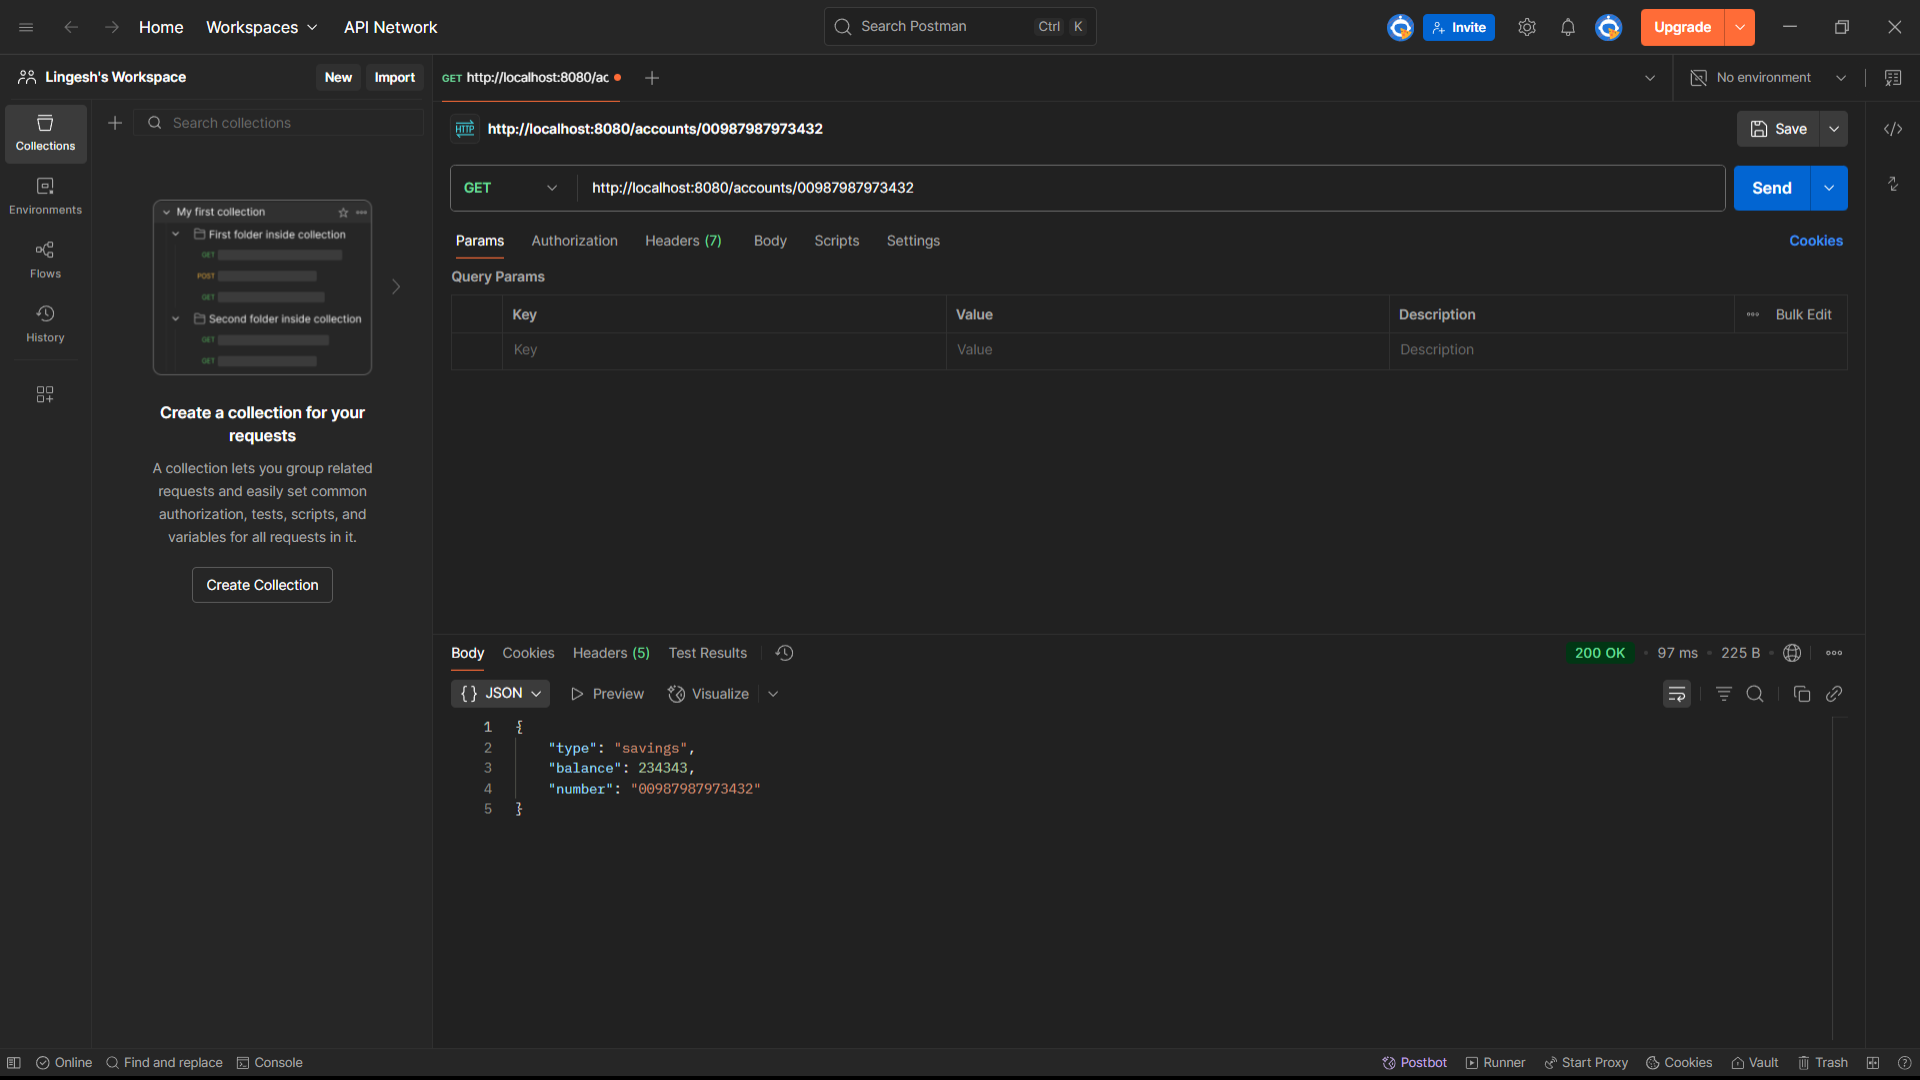 Home
Workspaces
API Network
Search Postman
Ctrl K
Invite
Upgrade
Lingesh's Workspace
New
Import
GET http://localhost:8080/ac
No environment
Collections
Environments
Flows
History
Search collections
My first collection
First folder inside collection
GET
POST
GET
Second folder inside collection
GET
GET
Create a collection for your
requests
A collection lets you group related
requests and easily set common
authorization, tests, scripts, and
variables for all requests in it.
Create Collection
HTTP http://localhost:8080/accounts/00987987973432
Save
GET http://localhost:8080/accounts/00987987973432
Send
Params Authorization Headers (7) Body Scripts Settings
Cookies
Query Params
Key Value Description Bulk Edit
Key Value Description
Body Cookies Headers (5) Test Results
200 OK 97 ms 225 B
{} JSON Preview Visualize
1 {
2 "type": "savings",
3 "balance": 234343,
4 "number": "00987987973432"
5 }
Online Find and replace Console
Postbot Runner Start Proxy Cookies Vault Trash